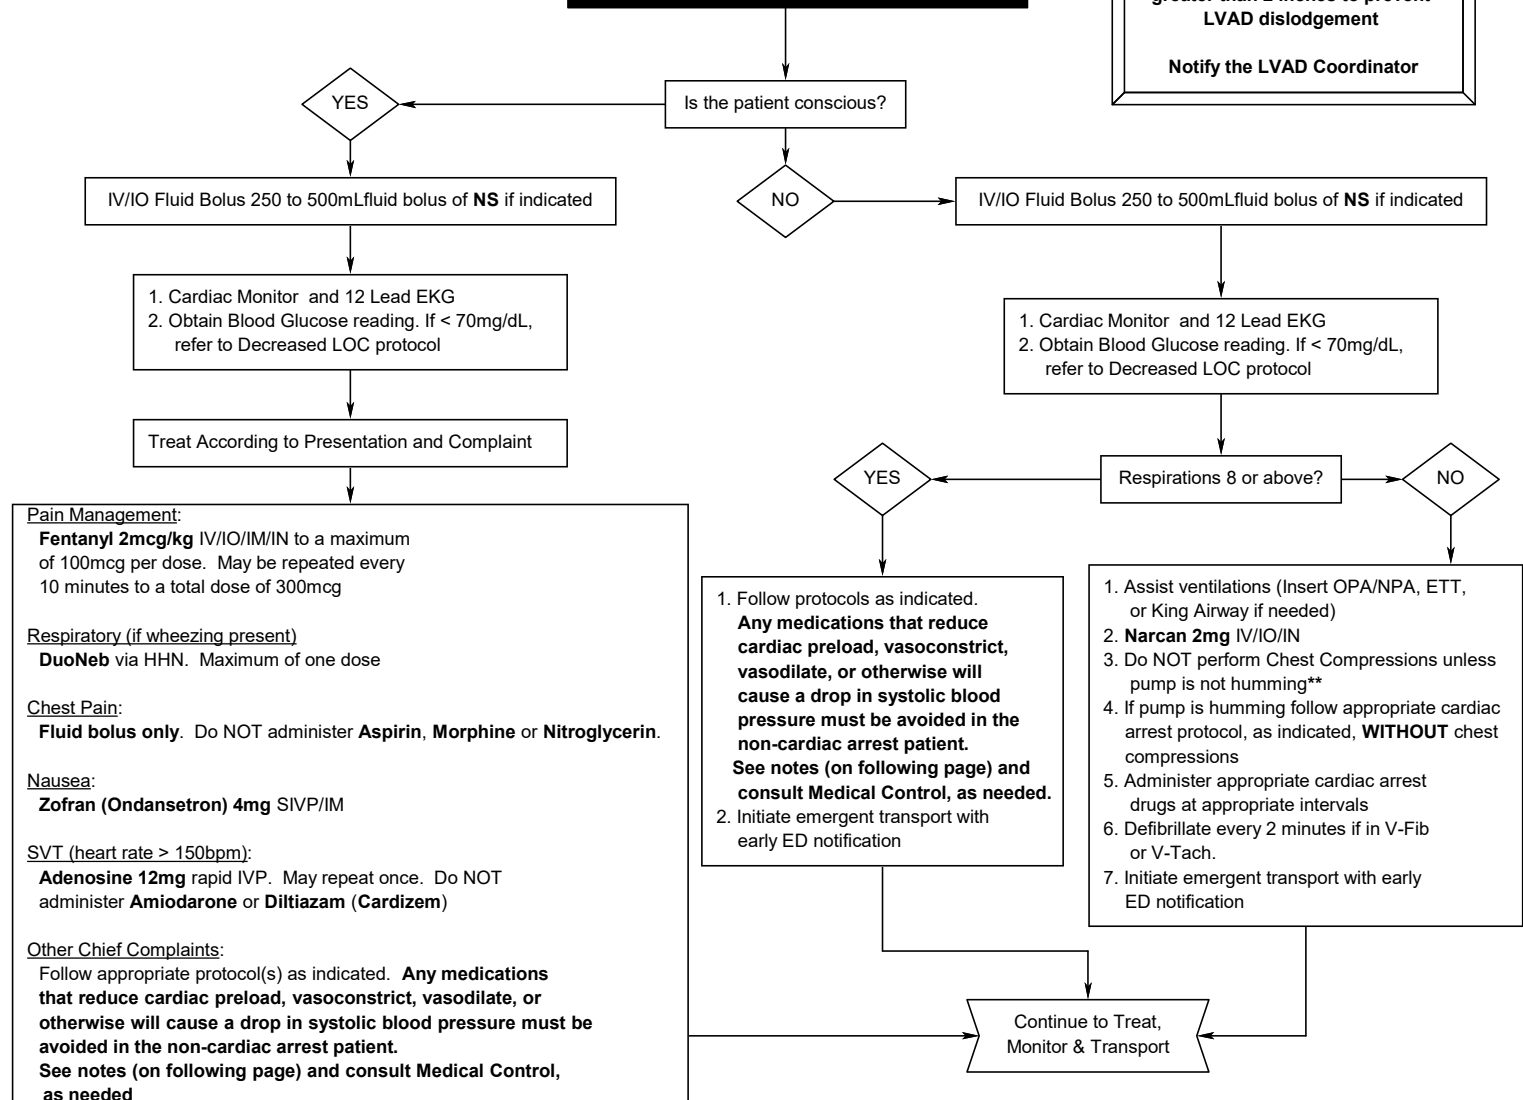 greater than 2 inches to prevent
LVAD dislodgement
Notify the LVAD Coordinator
Is the patient conscious?
YES
NO
IV/IO Fluid Bolus 250 to 500mLfluid bolus of NS if indicated
1. Cardiac Monitor and 12 Lead EKG
2. Obtain Blood Glucose reading. If < 70mg/dL,
refer to Decreased LOC protocol
Treat According to Presentation and Complaint
Pain Management:
Fentanyl 2mcg/kg IV/IO/IM/IN to a maximum
of 100mcg per dose. May be repeated every
10 minutes to a total dose of 300mcg
Respiratory (if wheezing present)
DuoNeb via HHN. Maximum of one dose
Chest Pain:
Fluid bolus only. Do NOT administer Aspirin, Morphine or Nitroglycerin.
Nausea:
Zofran (Ondansetron) 4mg SIVP/IM
SVT (heart rate > 150bpm):
Adenosine 12mg rapid IVP. May repeat once. Do NOT
administer Amiodarone or Diltiazam (Cardizem)
Other Chief Complaints:
Follow appropriate protocol(s) as indicated. Any medications
that reduce cardiac preload, vasoconstrict, vasodilate, or
otherwise will cause a drop in systolic blood pressure must be
avoided in the non-cardiac arrest patient.
See notes (on following page) and consult Medical Control,
as needed
IV/IO Fluid Bolus 250 to 500mLfluid bolus of NS if indicated
1. Cardiac Monitor and 12 Lead EKG
2. Obtain Blood Glucose reading. If < 70mg/dL,
refer to Decreased LOC protocol
Respirations 8 or above?
YES
NO
1. Follow protocols as indicated.
Any medications that reduce
cardiac preload, vasoconstrict,
vasodilate, or otherwise will
cause a drop in systolic blood
pressure must be avoided in the
non-cardiac arrest patient.
See notes (on following page) and
consult Medical Control, as needed.
2. Initiate emergent transport with
early ED notification
1. Assist ventilations (Insert OPA/NPA, ETT,
or King Airway if needed)
2. Narcan 2mg IV/IO/IN
3. Do NOT perform Chest Compressions unless
pump is not humming**
4. If pump is humming follow appropriate cardiac
arrest protocol, as indicated, WITHOUT chest
compressions
5. Administer appropriate cardiac arrest
drugs at appropriate intervals
6. Defibrillate every 2 minutes if in V-Fib
or V-Tach.
7. Initiate emergent transport with early
ED notification
Continue to Treat,
Monitor & Transport